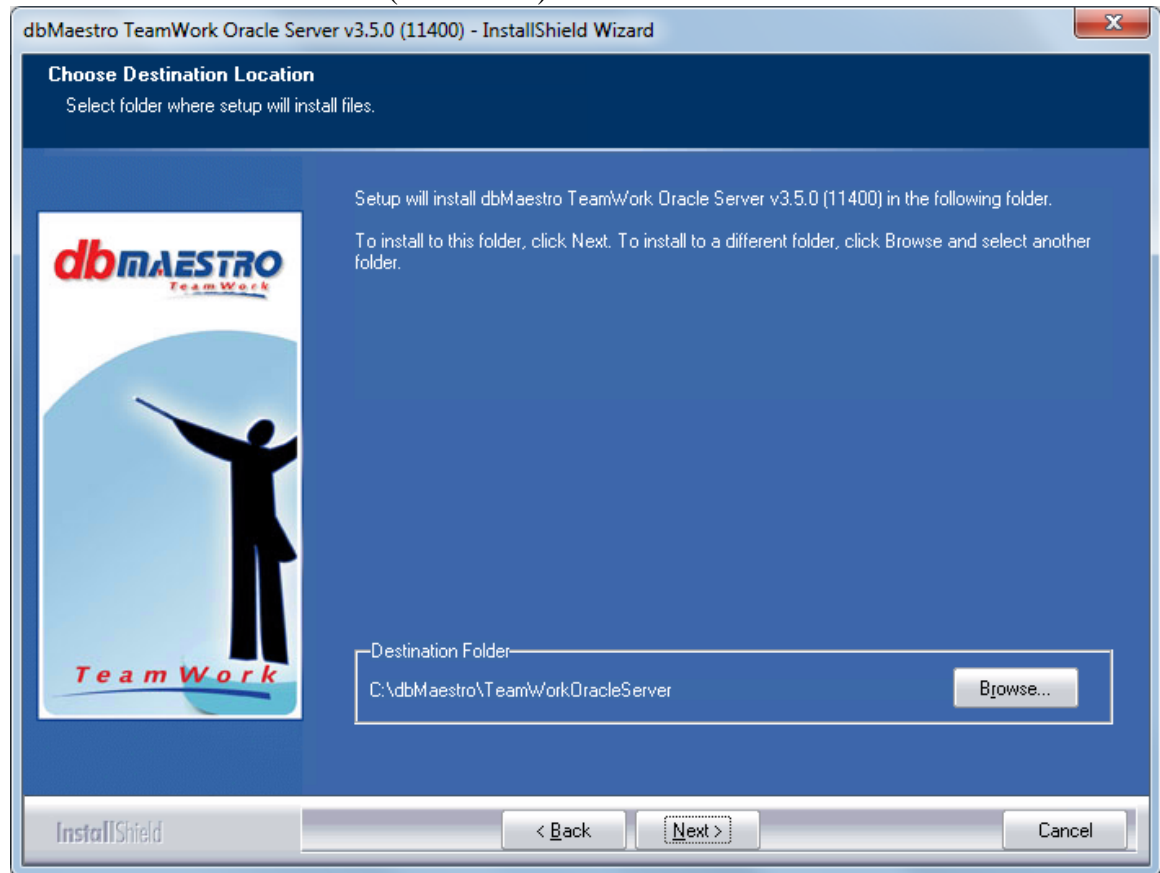 dbMaestro TeamWork Oracle Server v3.5.0 (11400) - InstallShield Wizard
Choose Destination Location
Select folder where setup will install files.
Setup will install dbMaestro TeamWork Oracle Server v3.5.0 (11400) in the following folder.
To install to this folder, click Next. To install to a different folder, click Browse and select another
folder.
dbMAESTRO
TeamWork
TeamWork
Destination Folder
C:\dbMaestro\TeamWorkOracleServer
Browse...
InstallShield
< Back
Next >
Cancel